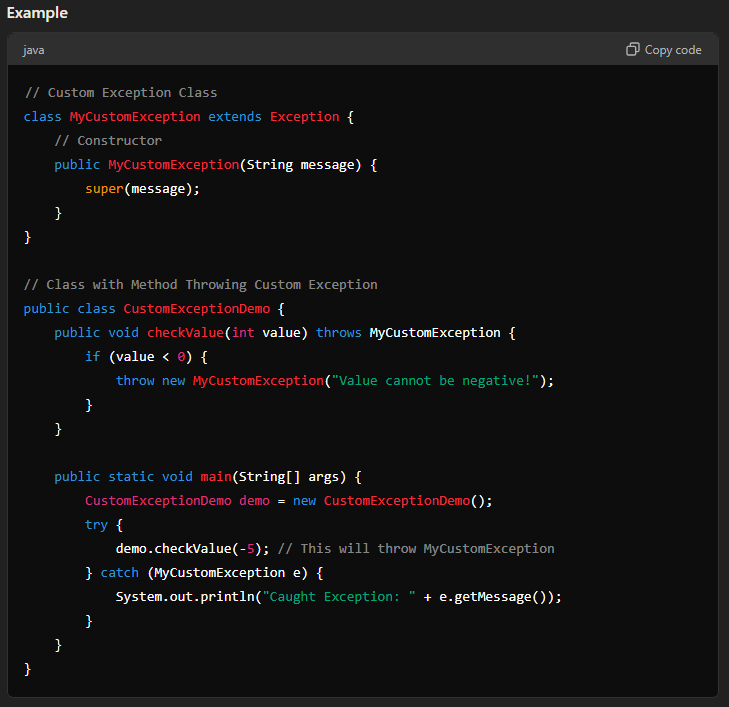 Example
java
Copy code
// Custom Exception Class
class MyCustomException extends Exception {
    // Constructor
    public MyCustomException(String message) {
        super(message);
    }
}

// Class with Method Throwing Custom Exception
public class CustomExceptionDemo {
    public void checkValue(int value) throws MyCustomException {
        if (value < 0) {
            throw new MyCustomException("Value cannot be negative!");
        }
    }

    public static void main(String[] args) {
        CustomExceptionDemo demo = new CustomExceptionDemo();
        try {
            demo.checkValue(-5); // This will throw MyCustomException
        } catch (MyCustomException e) {
            System.out.println("Caught Exception: " + e.getMessage());
        }
    }
}